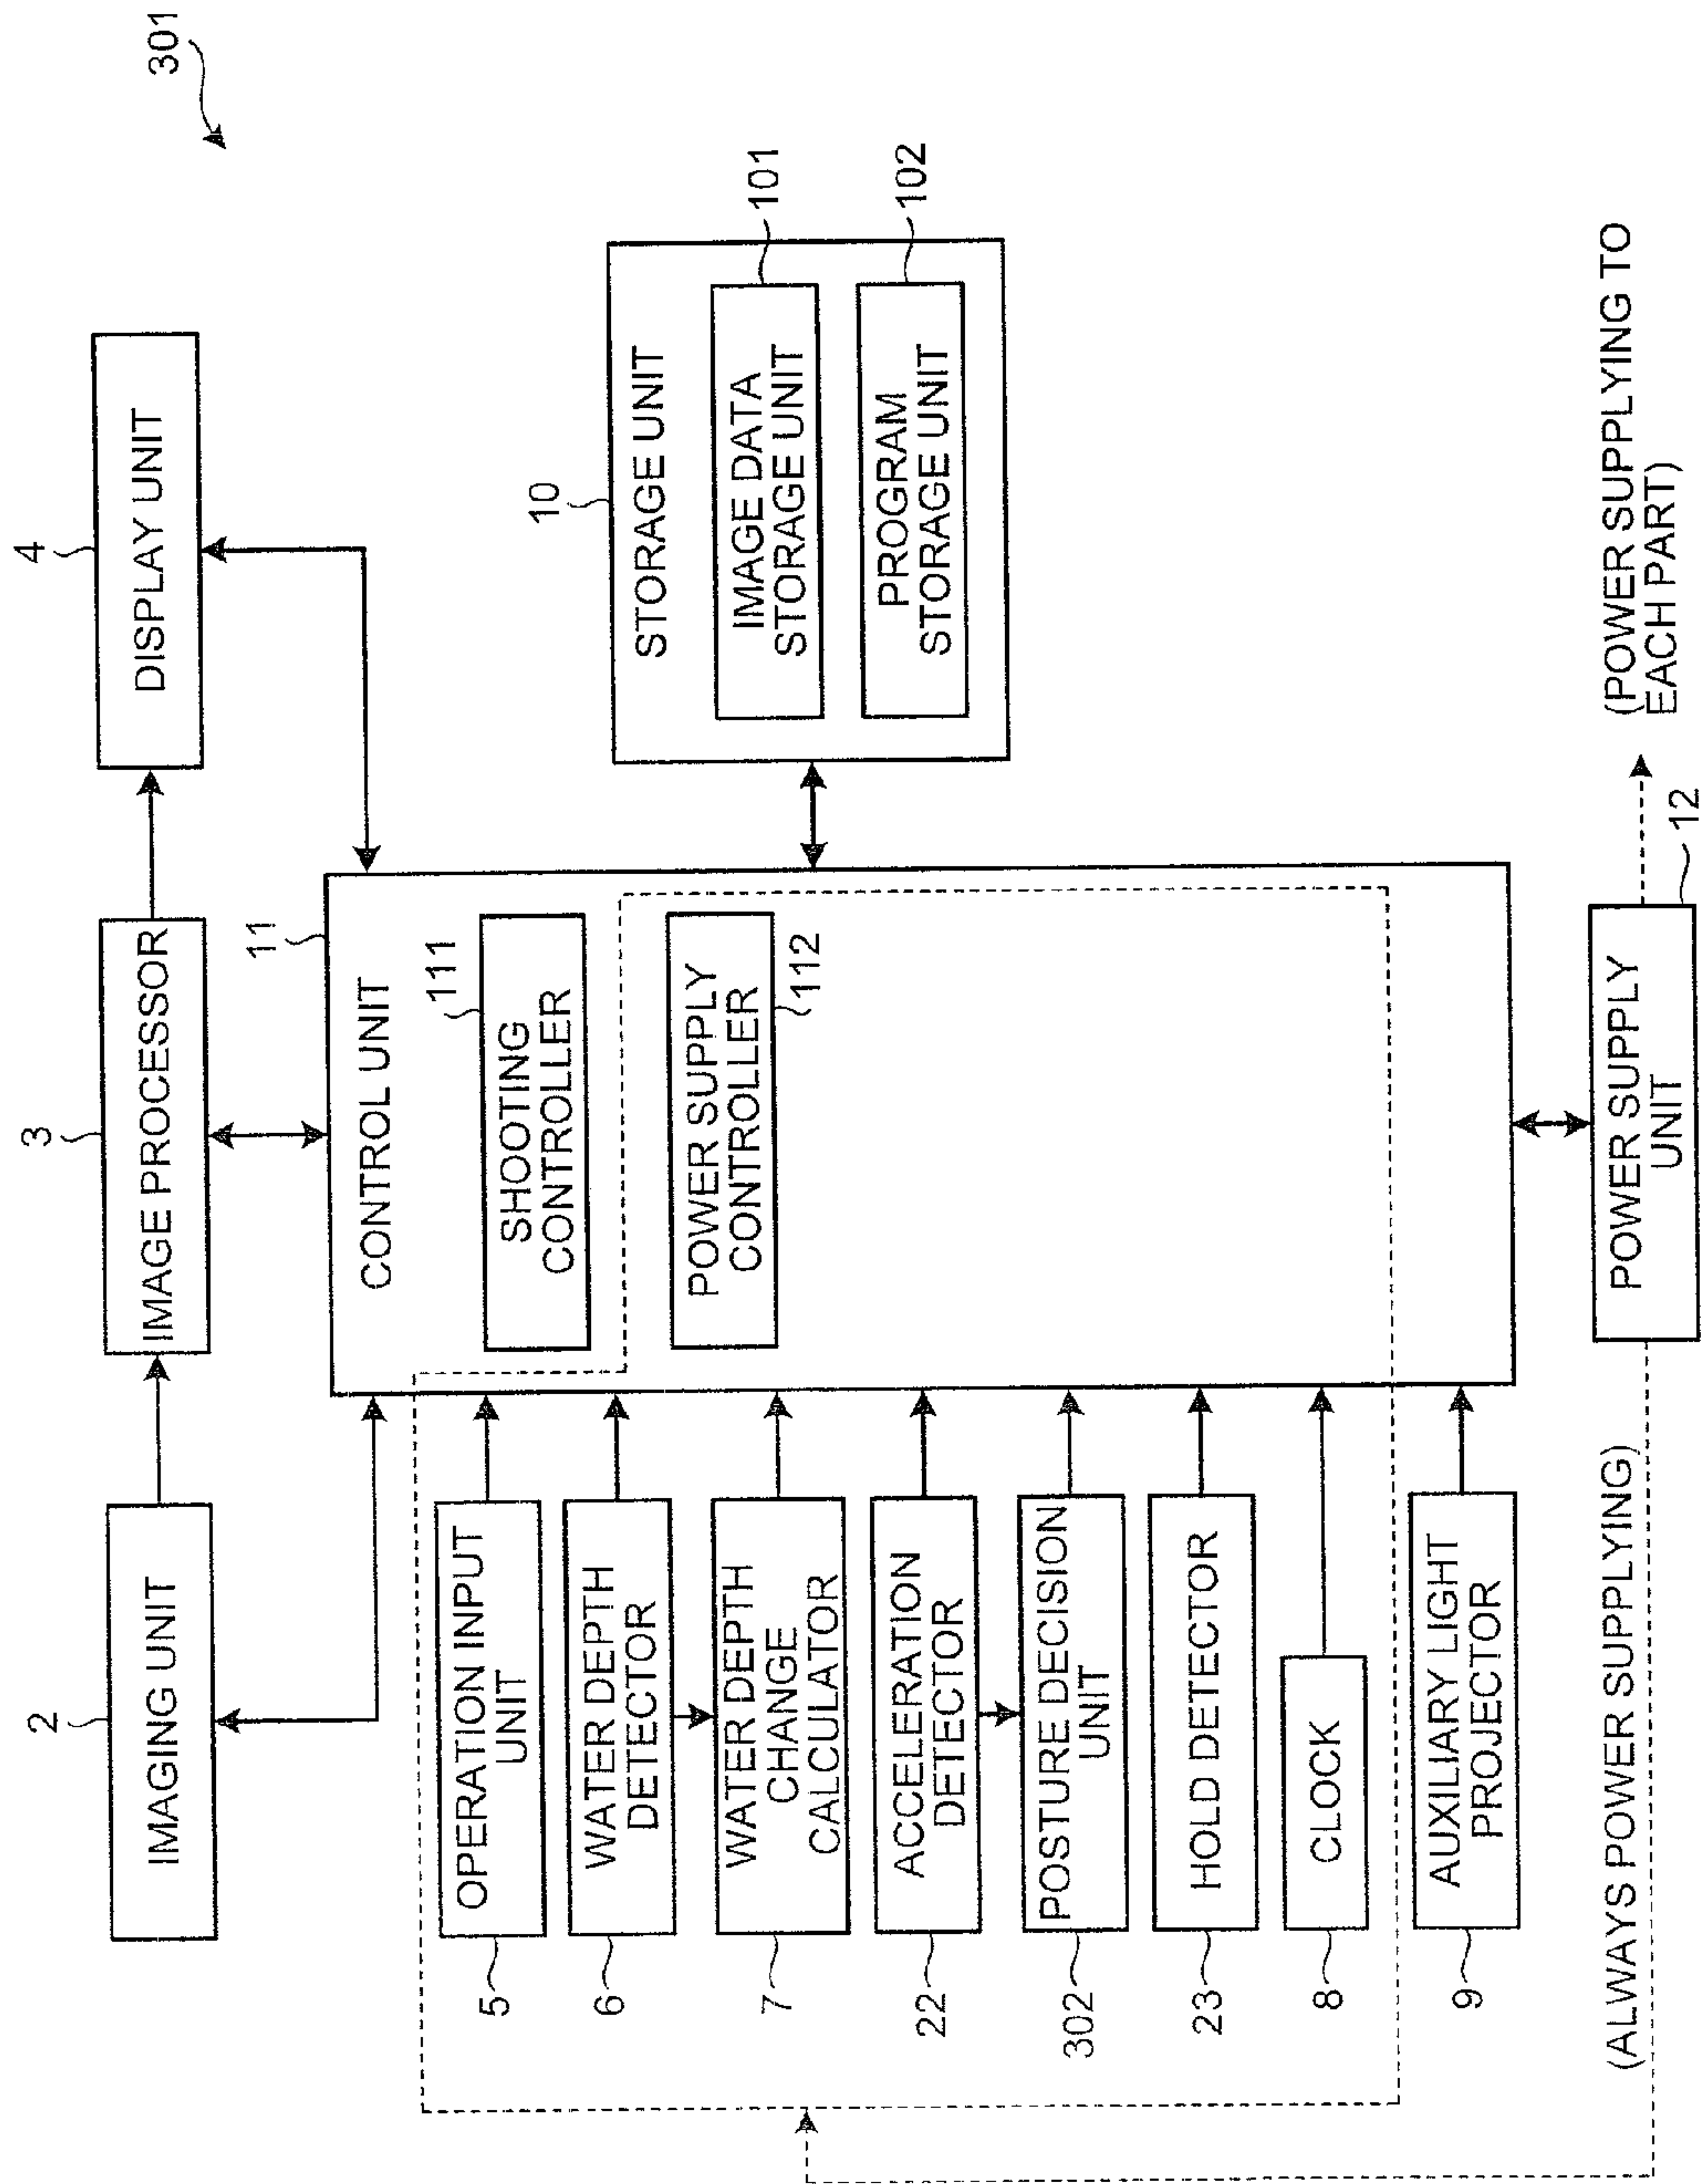 301
2
IMAGING UNIT
3
IMAGE PROCESSOR
4
DISPLAY UNIT
11
CONTROL UNIT
111
SHOOTING
CONTROLLER
POWER SUPPLY
CONTROLLER
112
10
STORAGE UNIT
IMAGE DATA
STORAGE UNIT
101
PROGRAM
STORAGE UNIT
102
5
OPERATION INPUT
UNIT
6
WATER DEPTH
DETECTOR
7
WATER DEPTH
CHANGE
CALCULATOR
22
ACCELERATION
DETECTOR
302
POSTURE DECISION
UNIT
23
HOLD DETECTOR
8
CLOCK
9
AUXILIARY LIGHT
PROJECTOR
(ALWAYS POWER SUPPLYING)
POWER SUPPLY
UNIT
12
(POWER SUPPLYING TO
EACH PART)